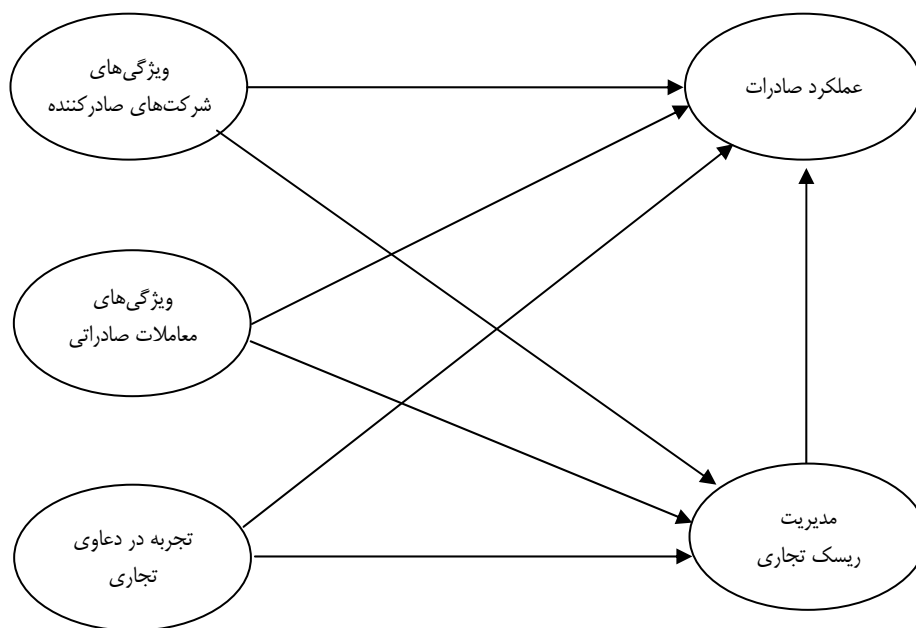 ویژگی‌های
شرکت‌های صادرکننده
عملکرد صادرات
ویژگی‌های
معاملات صادراتی
تجربه در دعاوی
تجاری
مدیریت
ریسک تجاری